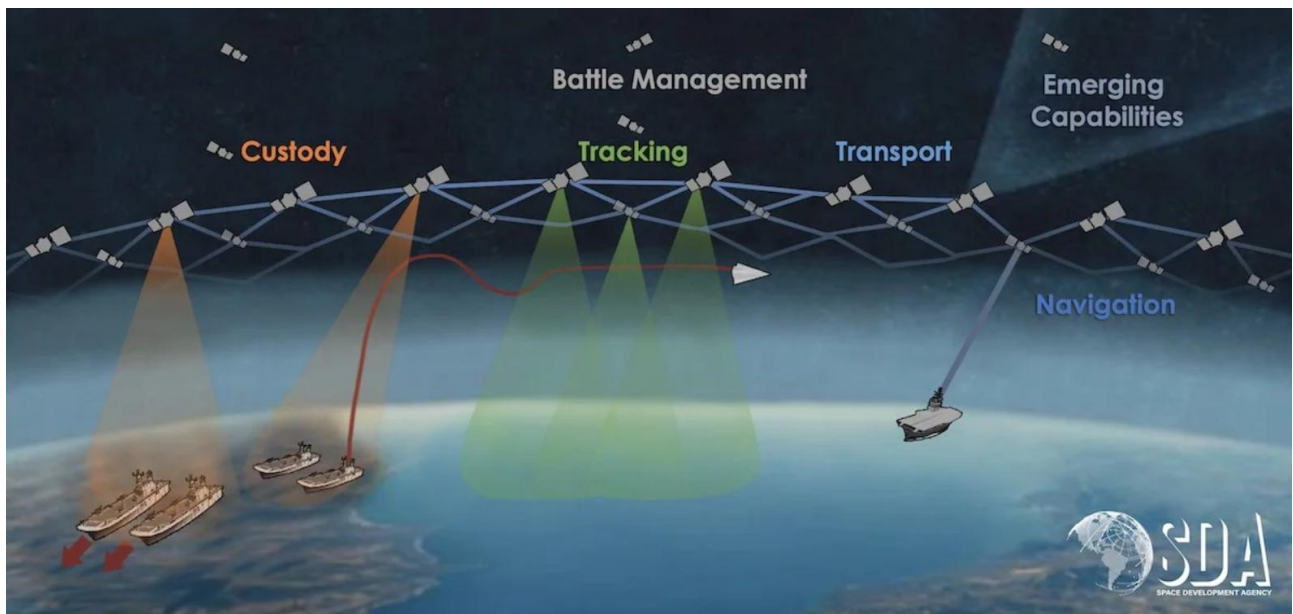 Battle Management
Emerging
Capabilities
Custody
Tracking
Transport
Navigation
SDA
SPACE DEVELOPMENT AGENCY